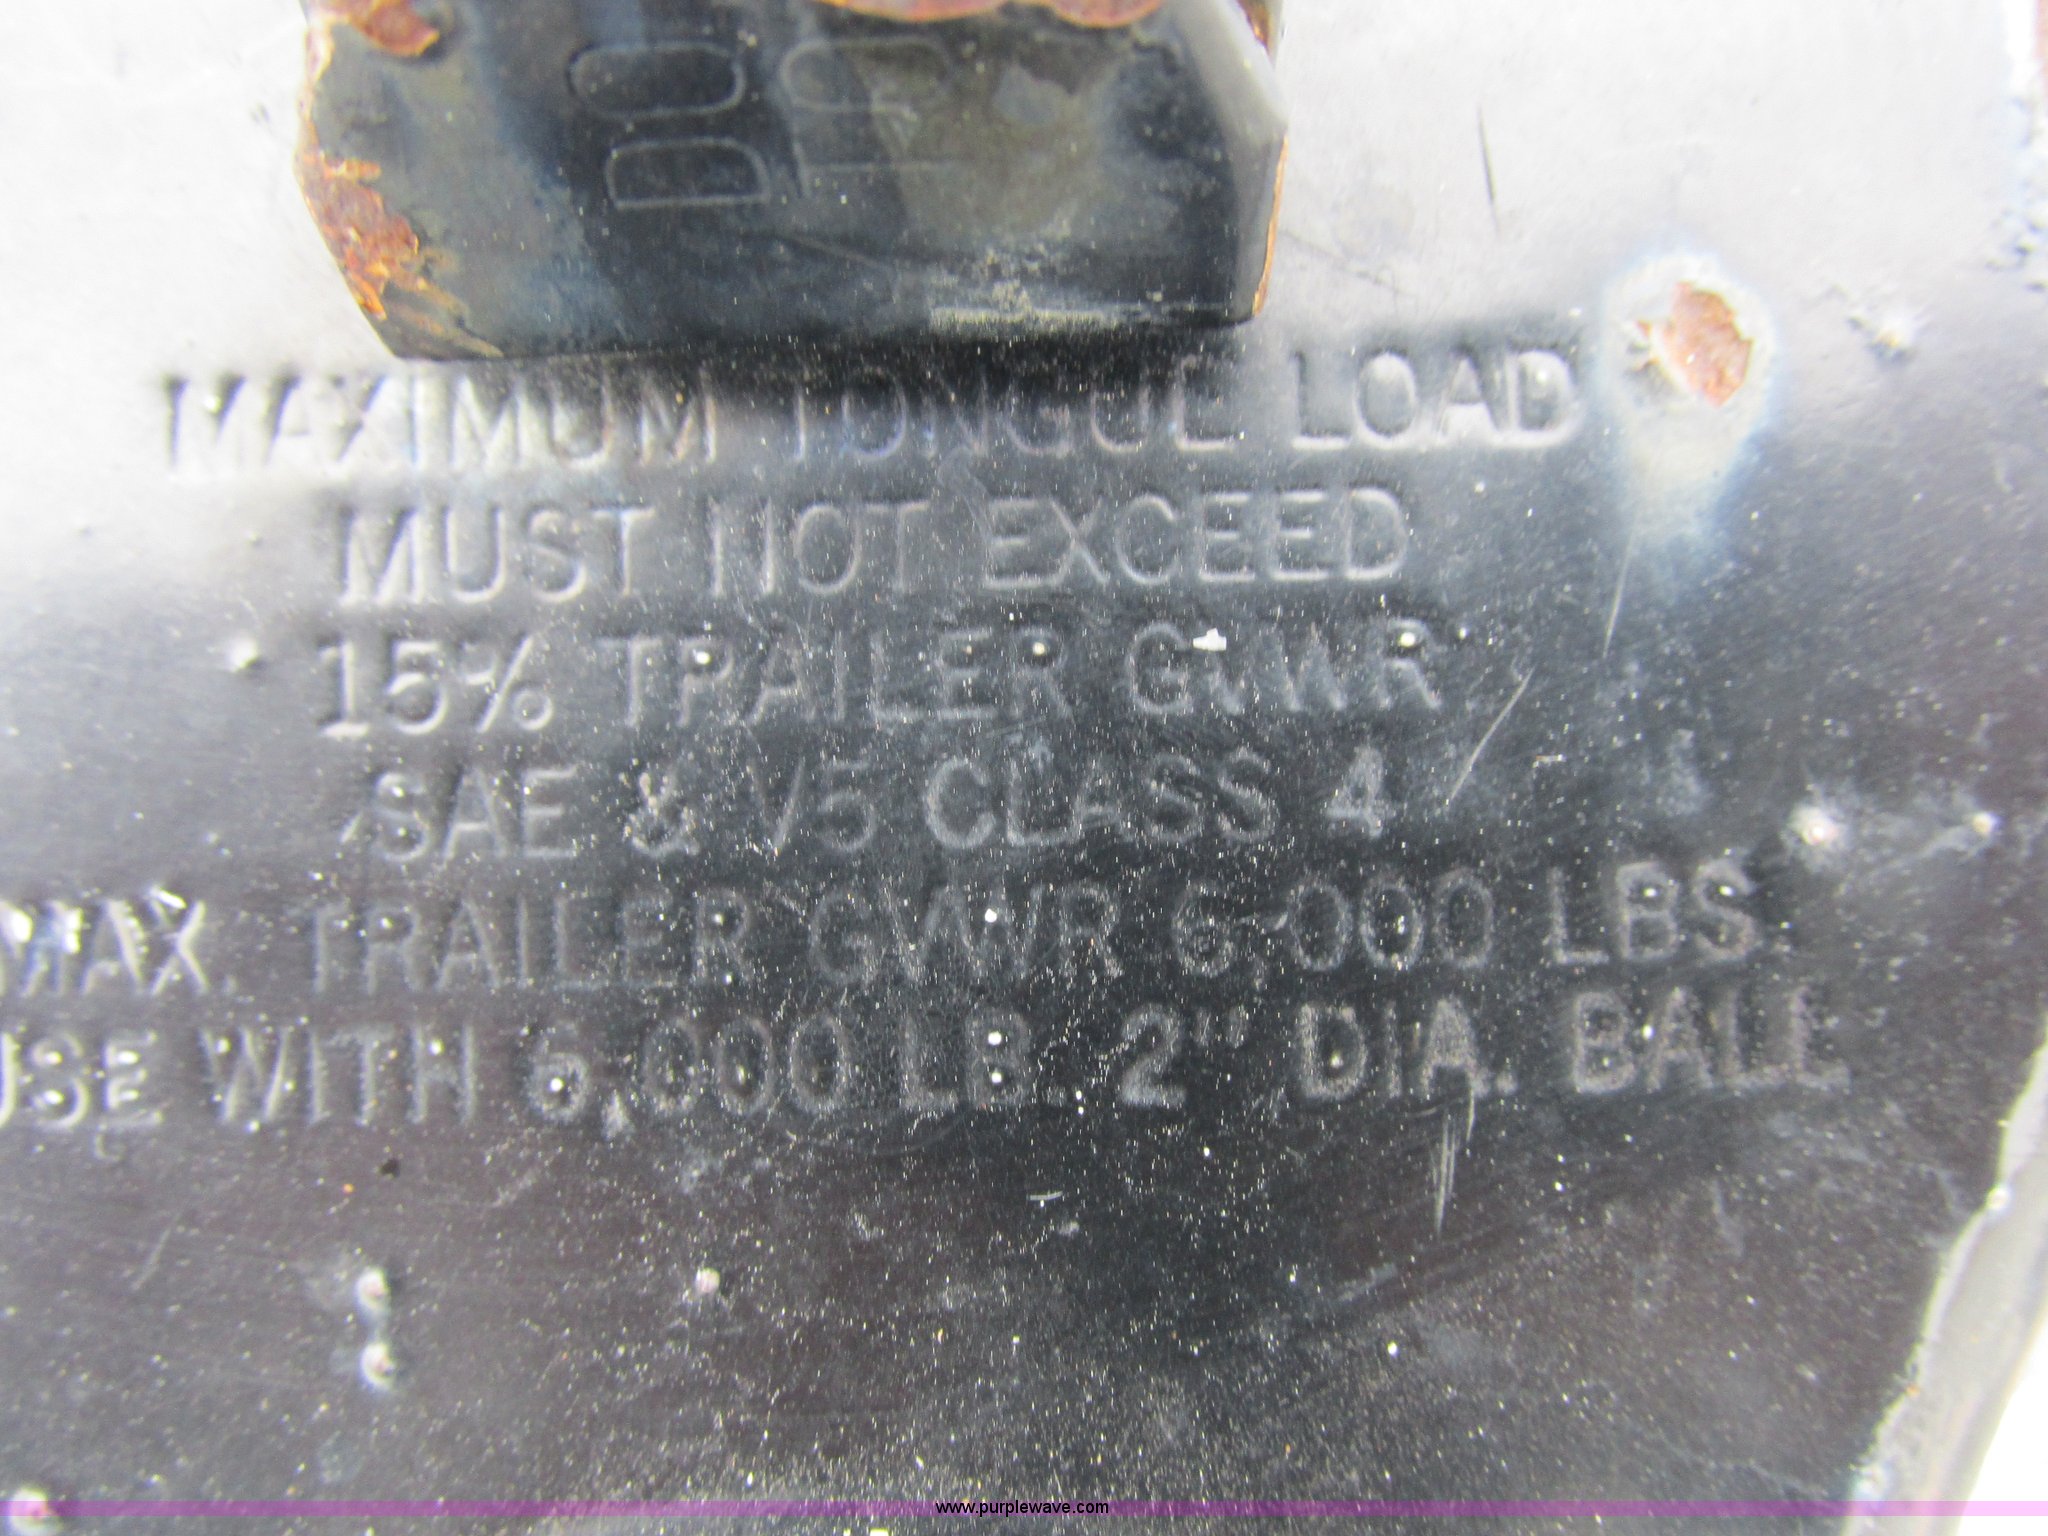 DO
MAXIMUM TONGUE LOAD
MUST NOT EXCEED
15% TRAILER GVWR
SAE & V5 CLASS 4
MAX. TRAILER GVWR 6,000 LBS.
USE WITH 6,000 LB. 2" DIA. BALL
www.purplewave.com